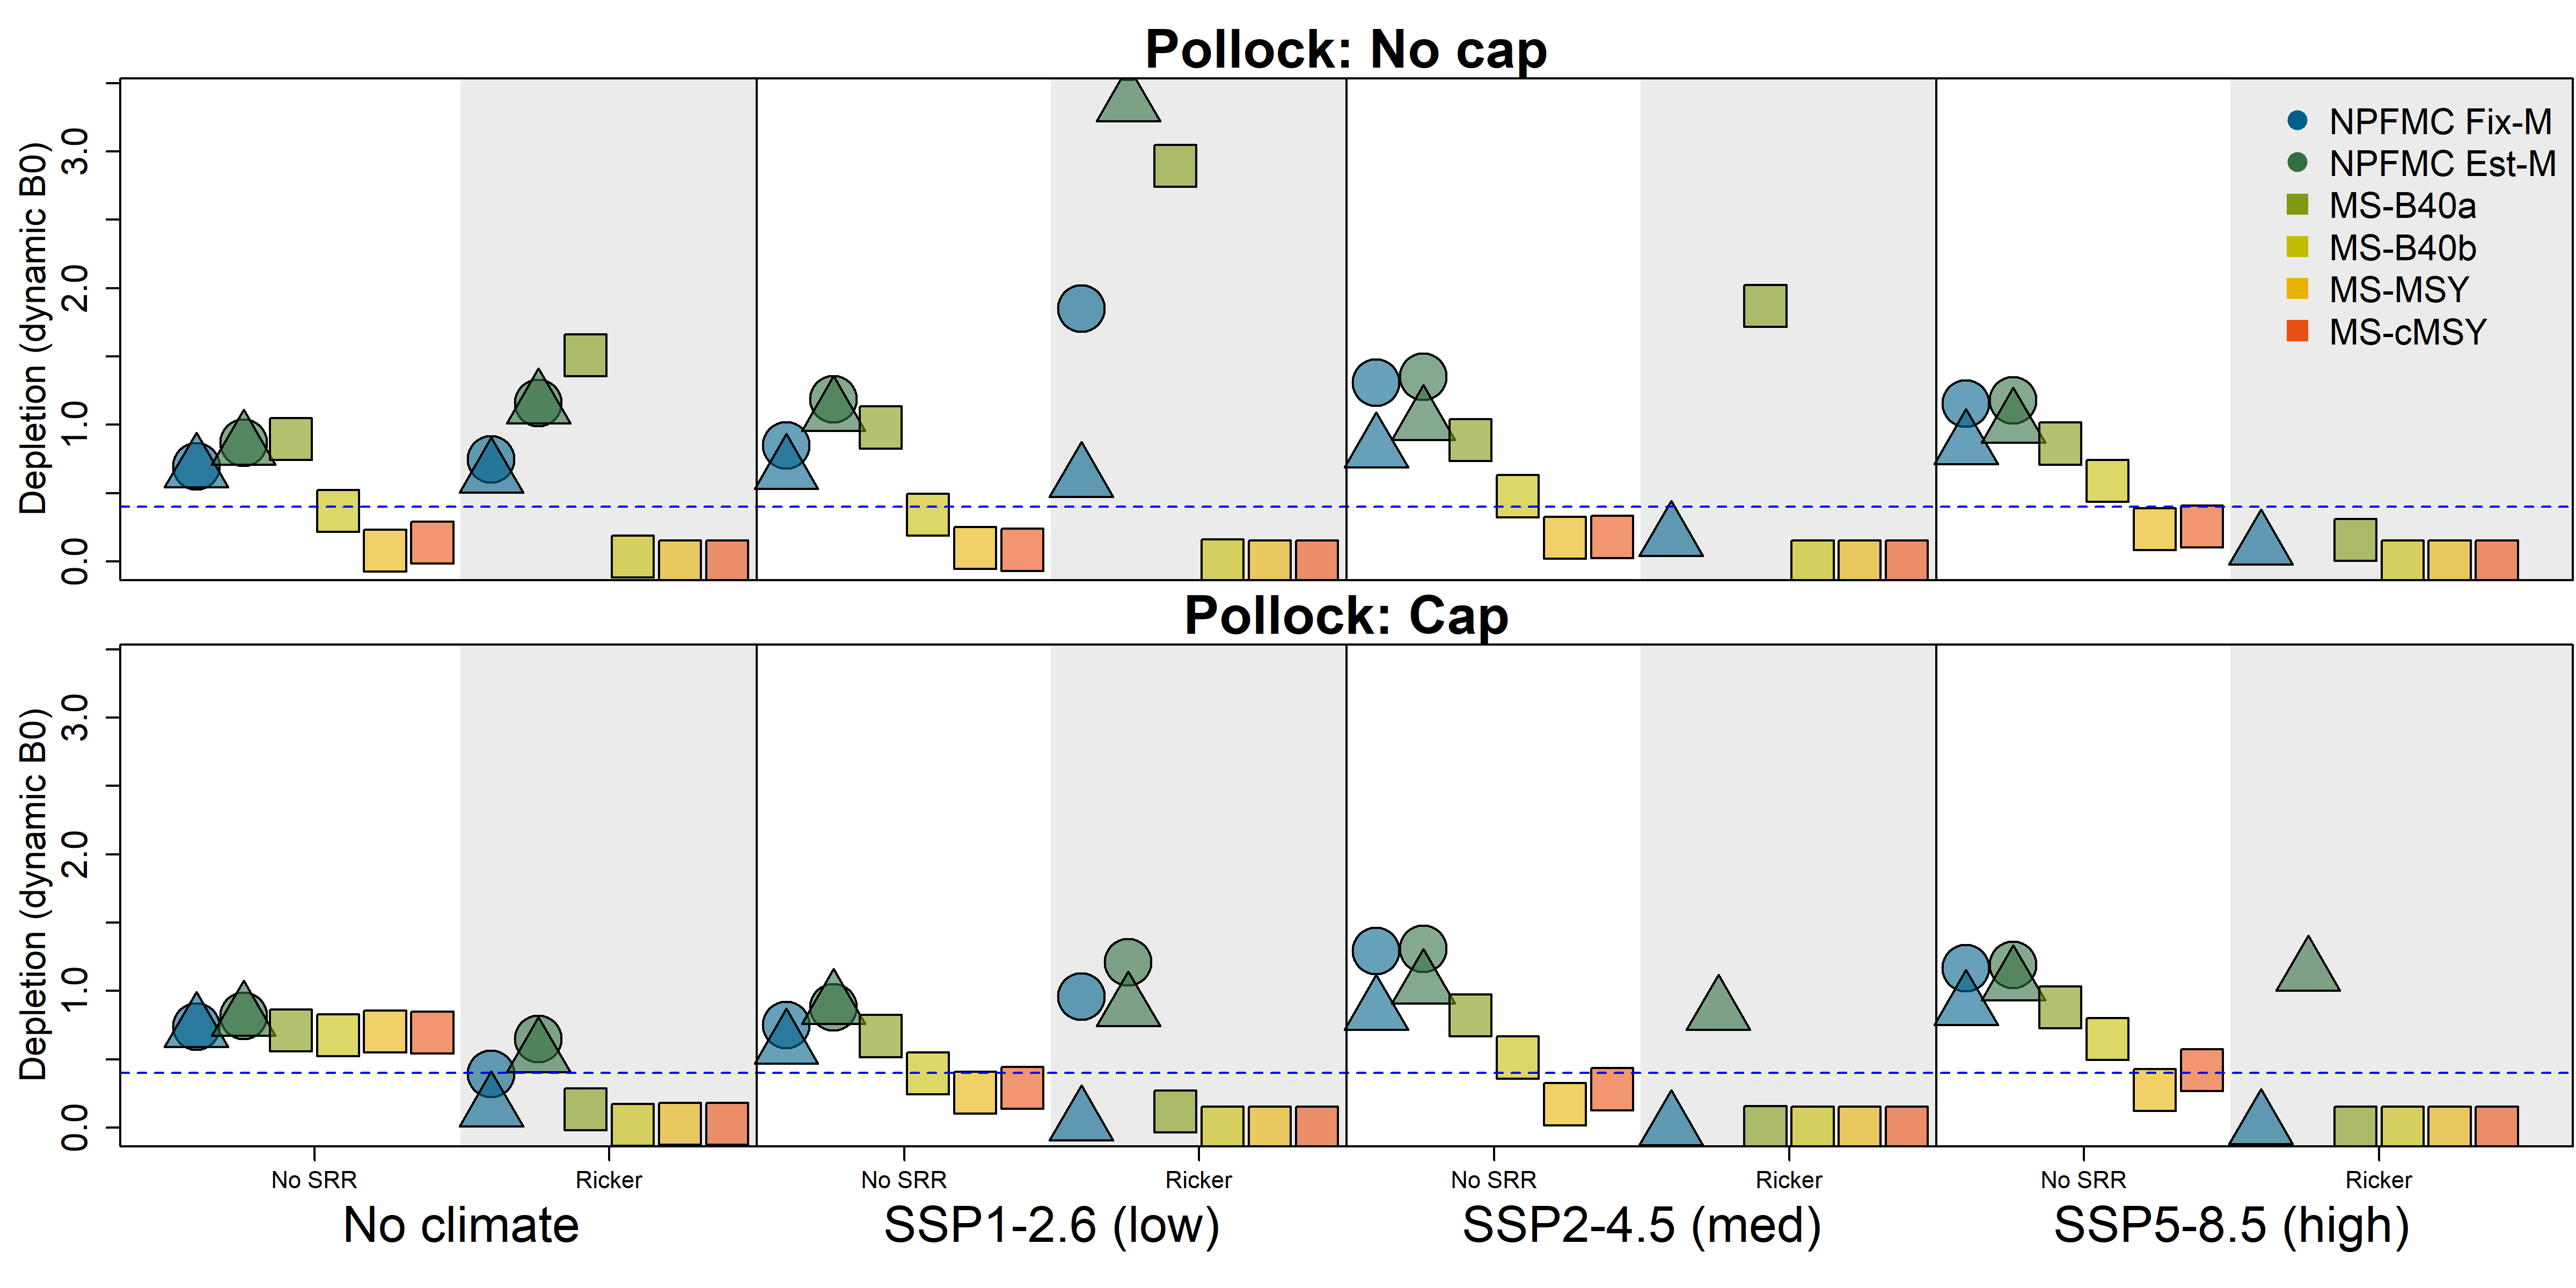 Pollock: No cap
Depletion (dynamic B0)
3.0
2.0
1.0
0.0
NPFMC Fix-M
NPFMC Est-M
MS-B40a
MS-B40b
MS-MSY
MS-cMSY
Pollock: Cap
Depletion (dynamic B0)
3.0
2.0
1.0
0.0
No SRR Ricker No SRR Ricker No SRR Ricker No SRR Ricker
No climate SSP1-2.6 (low) SSP2-4.5 (med) SSP5-8.5 (high)